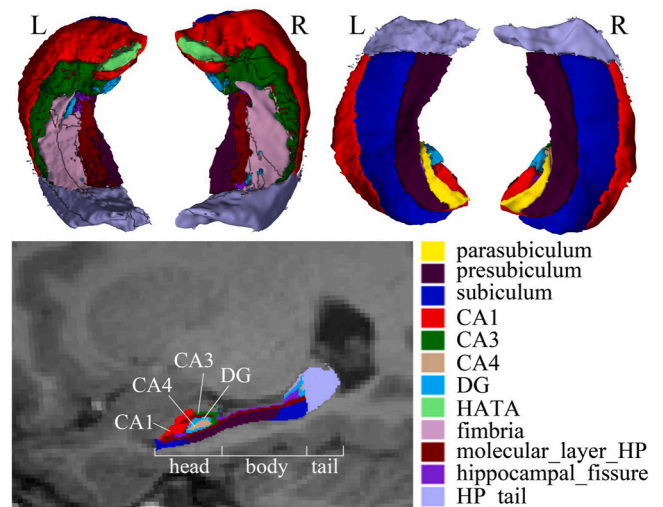 L
R
L
R
CA3
CA4
DG
CA1
head
body
tail
parasubiculum
presubiculum
subiculum
CA1
CA3
CA4
DG
HATA
fimbria
molecular_layer_HP
hippocampal_fissure
HP_tail